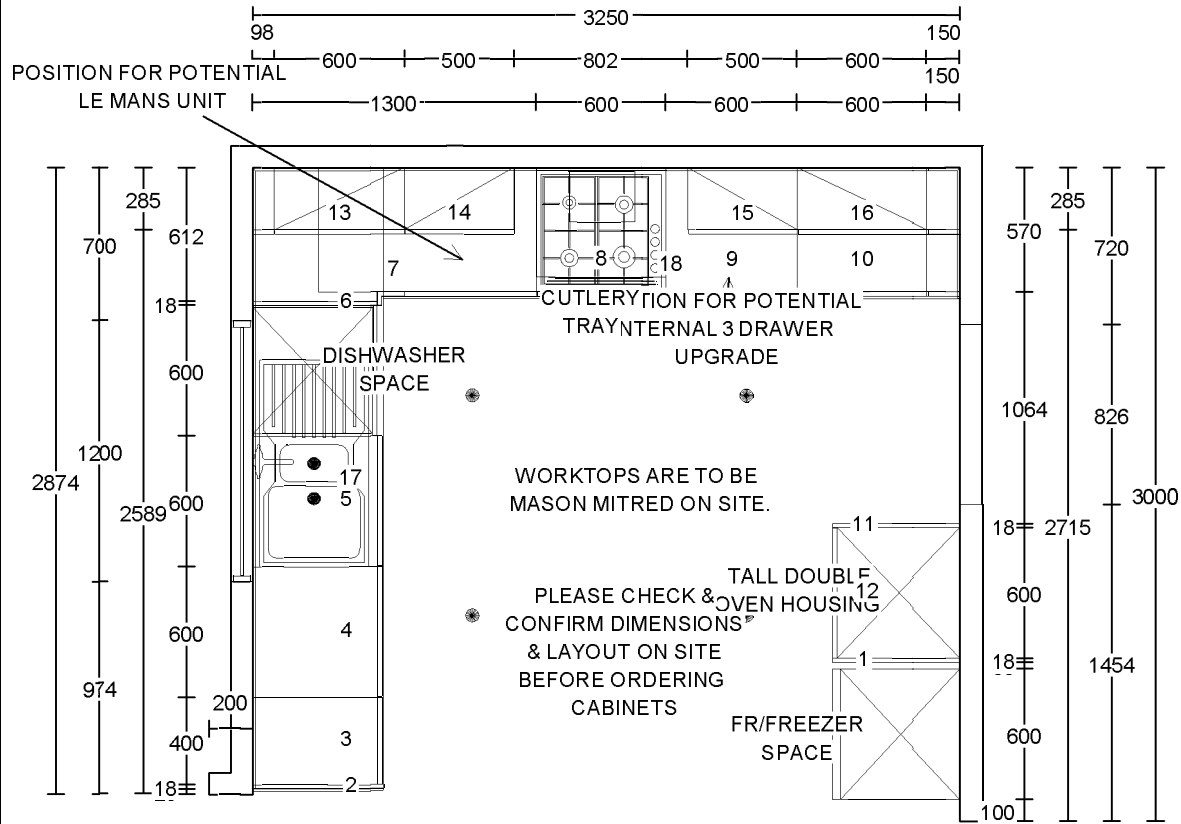 3250
98
150
600
500
802
500
600
150
POSITION FOR POTENTIAL
LE MANS UNIT
1300
600
600
600
285
700
612
18
600
1200
2874
2589
600
600
974
200
400
18
13
14
15
16
7
8
18
9
10
6
CUTLERY
TION FOR POTENTIAL
TRAY
NTERNAL 3 DRAWER
UPGRADE
DISHWASHER
SPACE
17
5
WORKTOPS ARE TO BE
MASON MITRED ON SITE.
11
TALL DOUBLE
12
OVEN HOUSING
PLEASE CHECK &
CONFIRM DIMENSIONS
& LAYOUT ON SITE
BEFORE ORDERING
CABINETS
4
1
FR/FREEZER
SPACE
3
2
570
285
720
1064
826
3000
18
2715
600
18
1454
600
100